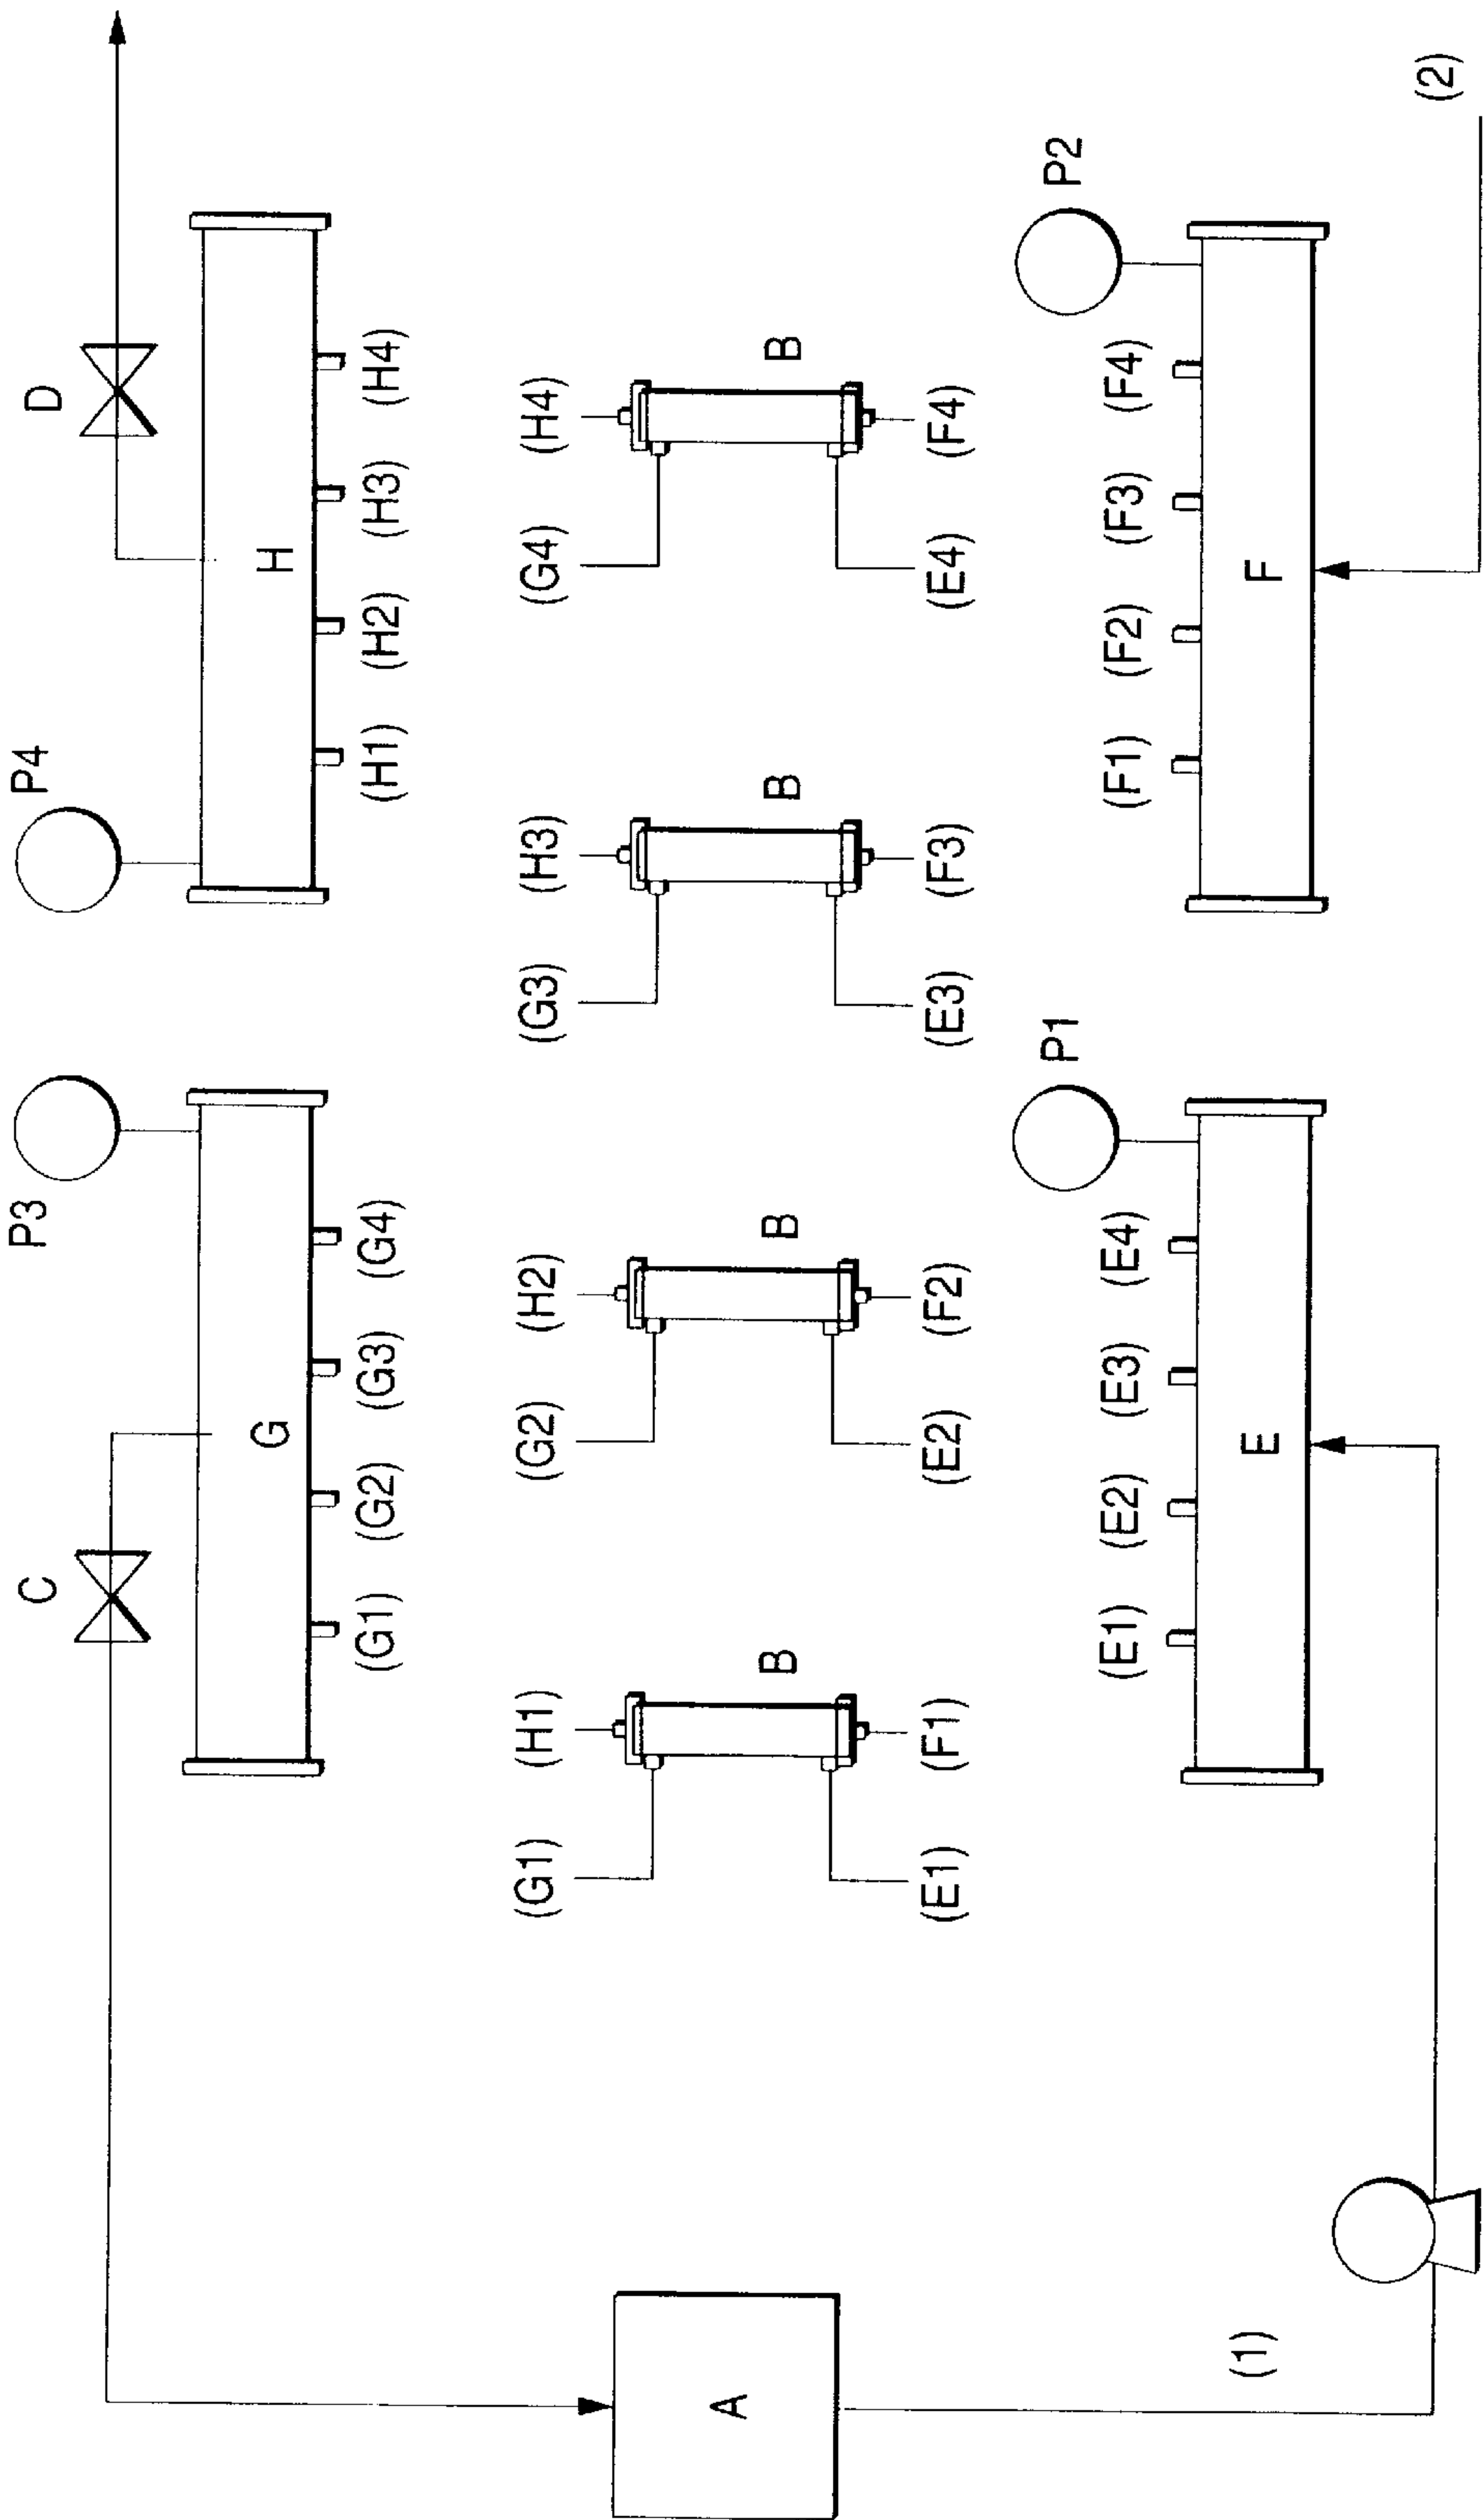 P3
P4
C
D
G
H
(G1) (G2) (G3) (G4)
(H1) (H2) (H3) (H4)
(G1) (H1)
(G2) (H2)
(G3) (H3)
(G4) (H4)
A
B
B
B
B
(E1) (F1)
(E2) (F2)
(E3) (F3)
(E4) (F4)
P1
P2
(E1) (E2) (E3) (E4)
(F1) (F2) (F3) (F4)
E
F
(1)
(2)